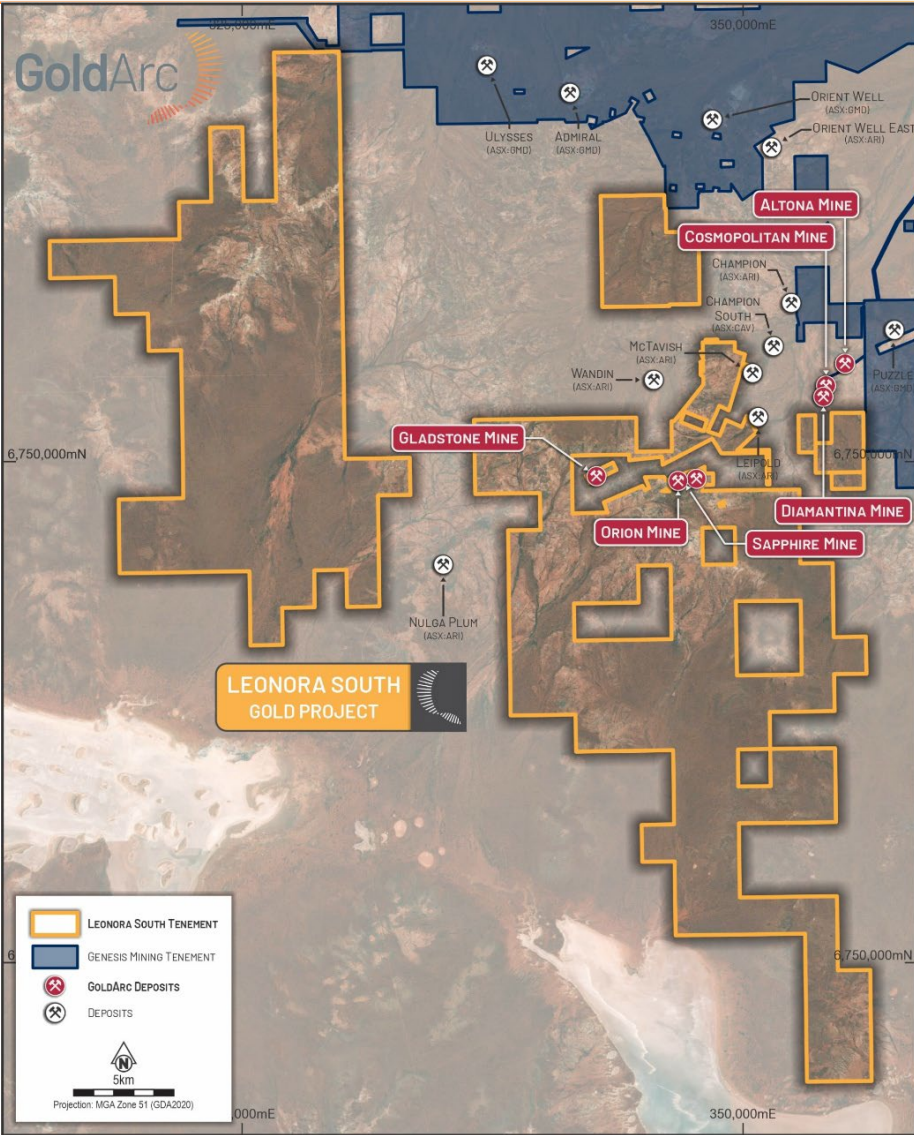 350,000mE
GoldArc
ULYSSES
(ASX:GMD)
ADMIRAL
(ASX:GMD)
ORIENT WELL
(ASX:GMD)
ORIENT WELL EAST
(ASX:ARI)
ALTONA MINE
COSMOPOLITAN MINE
CHAMPION
(ASX:ARI)
CHAMPION
SOUTH
(ASX:CAV)
MCTAVISH
(ASX:ARI)
WANDIN
(ASX:ARI)
PUZZLE
(ASX:GMD)
GLADSTONE MINE
6,750,000mN
6,750,000mN
LEIPOLD
(ASX:ARI)
DIAMANTINA MINE
ORION MINE
SAPPHIRE MINE
NULGA PLUM
(ASX:ARI)
LEONORA SOUTH
GOLD PROJECT
LEONORA SOUTH TENEMENT
GENESIS MINING TENEMENT
GOLDARC DEPOSITS
DEPOSITS
6,750,000mN
N
5km
Projection: MGA Zone 51 (GDA2020)
350,000mE